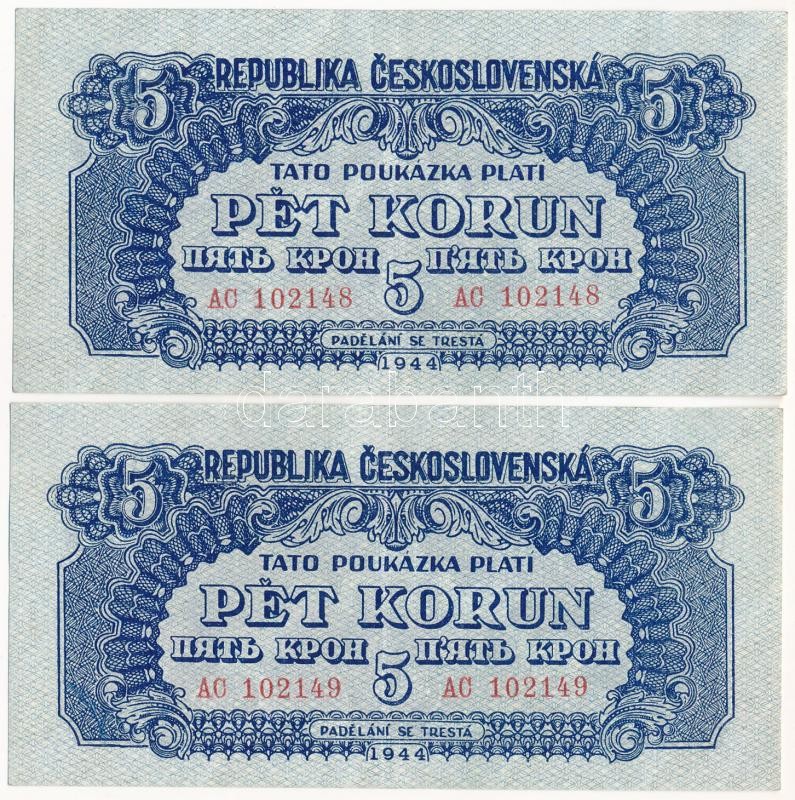 5 REPUBLIKA ČESKOSLOVENSKÁ 5
TATO POUKÁZKA PLATÍ
PĚT KORUN
ПЯТЬ КРОН П'ЯТЬ КРОН
5
AC 102148 AC 102148
PADĚLÁNÍ SE TRESTÁ
1944
darabanth
5 REPUBLIKA ČESKOSLOVENSKÁ 5
TATO POUKÁZKA PLATÍ
PĚT KORUN
ПЯТЬ КРОН П'ЯТЬ КРОН
5
AC 102149 AC 102149
PADĚLÁNÍ SE TRESTÁ
1944